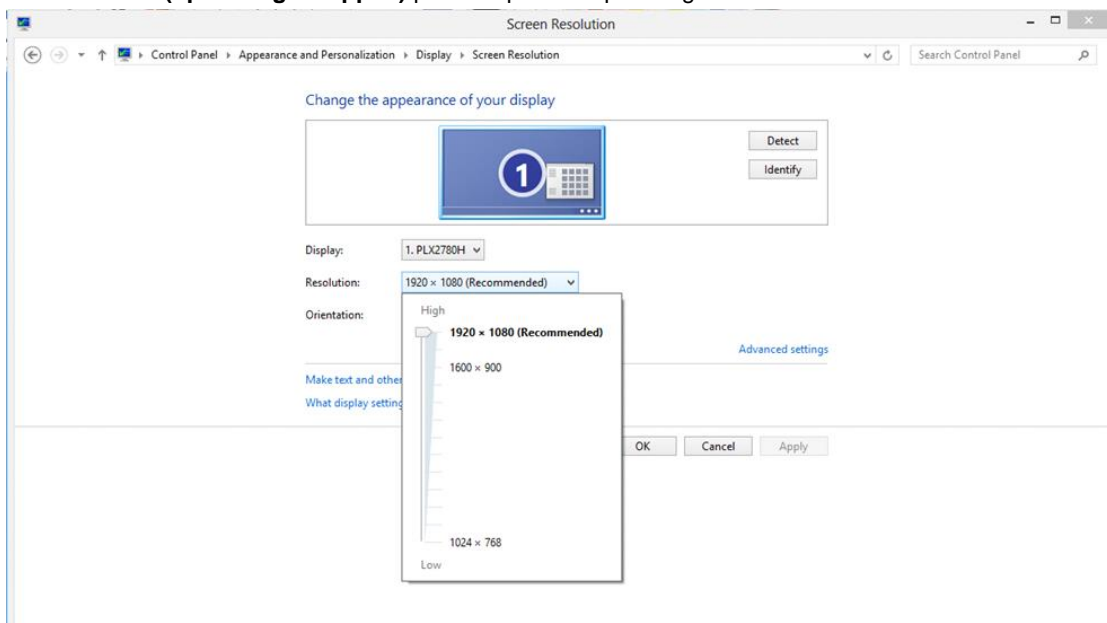 Screen Resolution
Control Panel Appearance and Personalization Display Screen Resolution
Search Control Panel
Change the appearance of your display
1
Detect
Identify
Display: 1. PLX2780H
Resolution: 1920 × 1080 (Recommended)
Orientation:
High
1920 × 1080 (Recommended)
1600 × 900
1024 × 768
Low
Advanced settings
Make text and other
What display setting
OK Cancel Apply